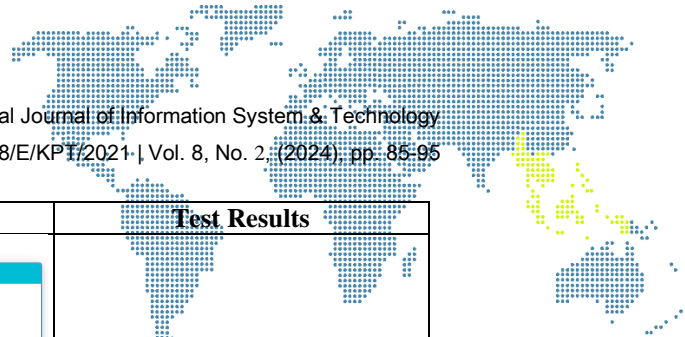 al Journal of Information System & Technology
8/E/KPT/2021 | Vol. 8, No. 2, (2024), pp. 85-95
Test Results